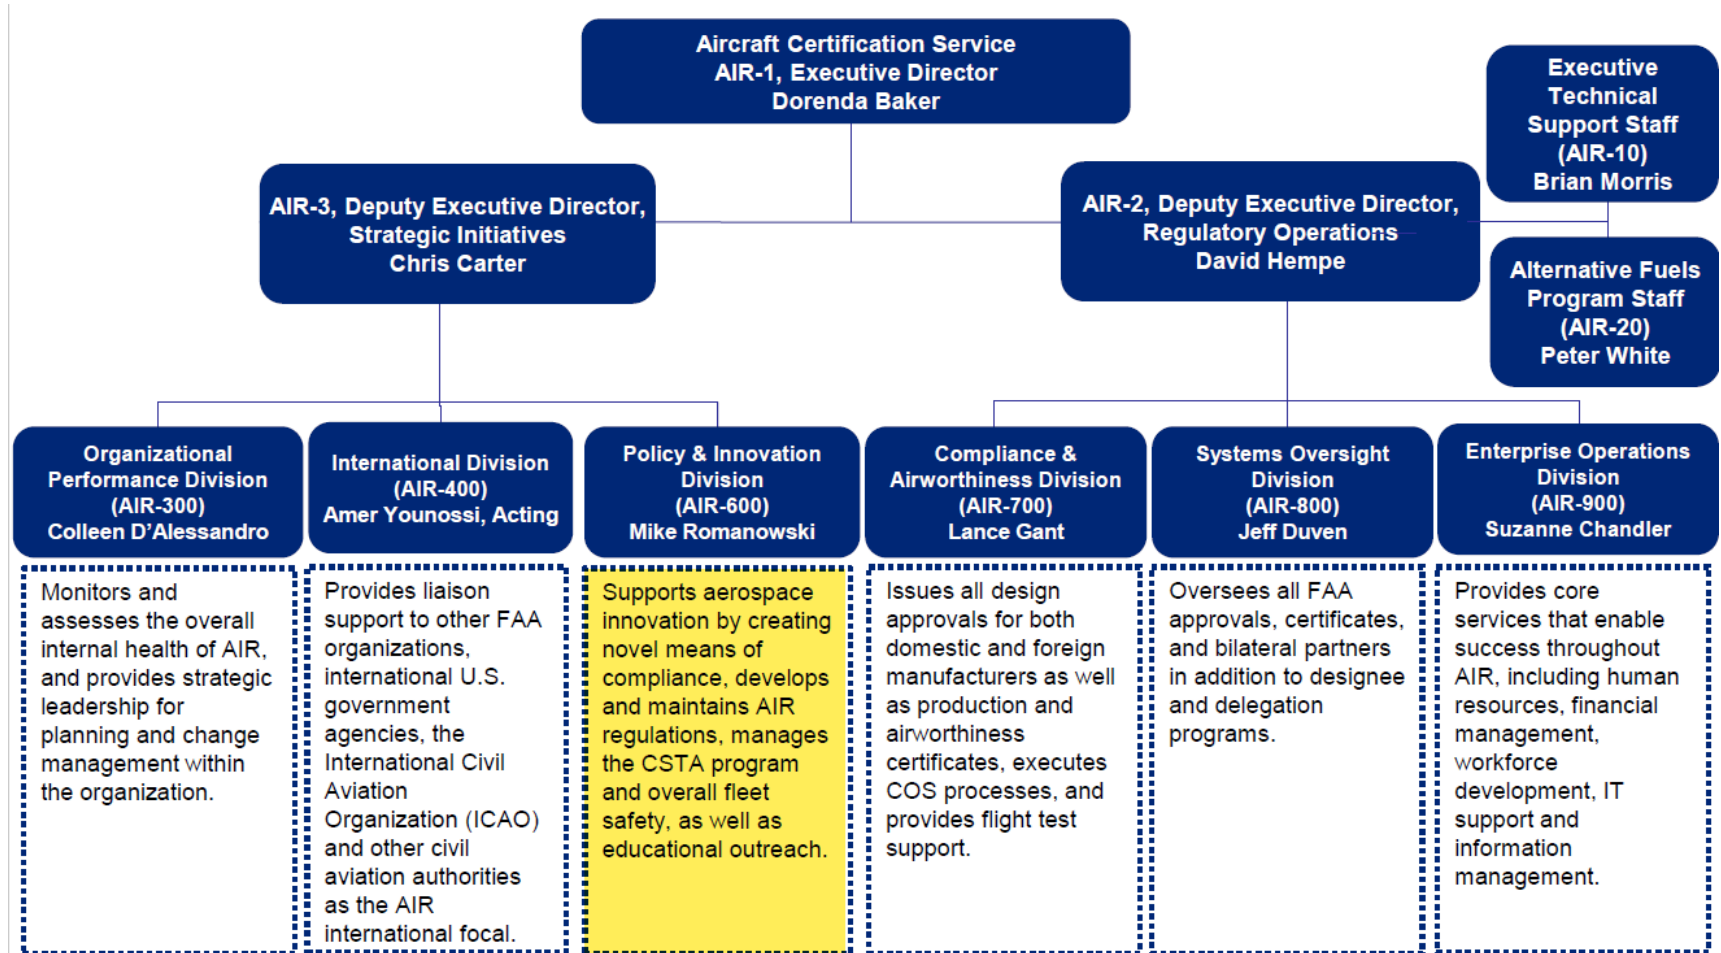 Aircraft Certification Service
AIR-1, Executive Director
Dorenda Baker
Executive
Technical
Support Staff
(AIR-10)
Brian Morris
AIR-3, Deputy Executive Director,
Strategic Initiatives
Chris Carter
AIR-2, Deputy Executive Director,
Regulatory Operations
David Hempe
Alternative Fuels
Program Staff
(AIR-20)
Peter White
Organizational
Performance Division
(AIR-300)
Colleen D'Alessandro
International Division
(AIR-400)
Amer Younossi, Acting
Policy & Innovation
Division
(AIR-600)
Mike Romanowski
Compliance &
Airworthiness Division
(AIR-700)
Lance Gant
Systems Oversight
Division
(AIR-800)
Jeff Duven
Enterprise Operations
Division
(AIR-900)
Suzanne Chandler
Monitors and
assesses the overall
internal health of AIR,
and provides strategic
leadership for
planning and change
management within
the organization.
Provides liaison
support to other FAA
organizations,
international U.S.
government
agencies, the
International Civil
Aviation
Organization (ICAO)
and other civil
aviation authorities
as the AIR
international focal.
Supports aerospace
innovation by creating
novel means of
compliance, develops
and maintains AIR
regulations, manages
the CSTA program
and overall fleet
safety, as well as
educational outreach.
Issues all design
approvals for both
domestic and foreign
manufacturers as well
as production and
airworthiness
certificates, executes
COS processes, and
provides flight test
support.
Oversees all FAA
approvals, certificates,
and bilateral partners
in addition to designee
and delegation
programs.
Provides core
services that enable
success throughout
AIR, including human
resources, financial
management,
workforce
development, IT
support and
information
management.